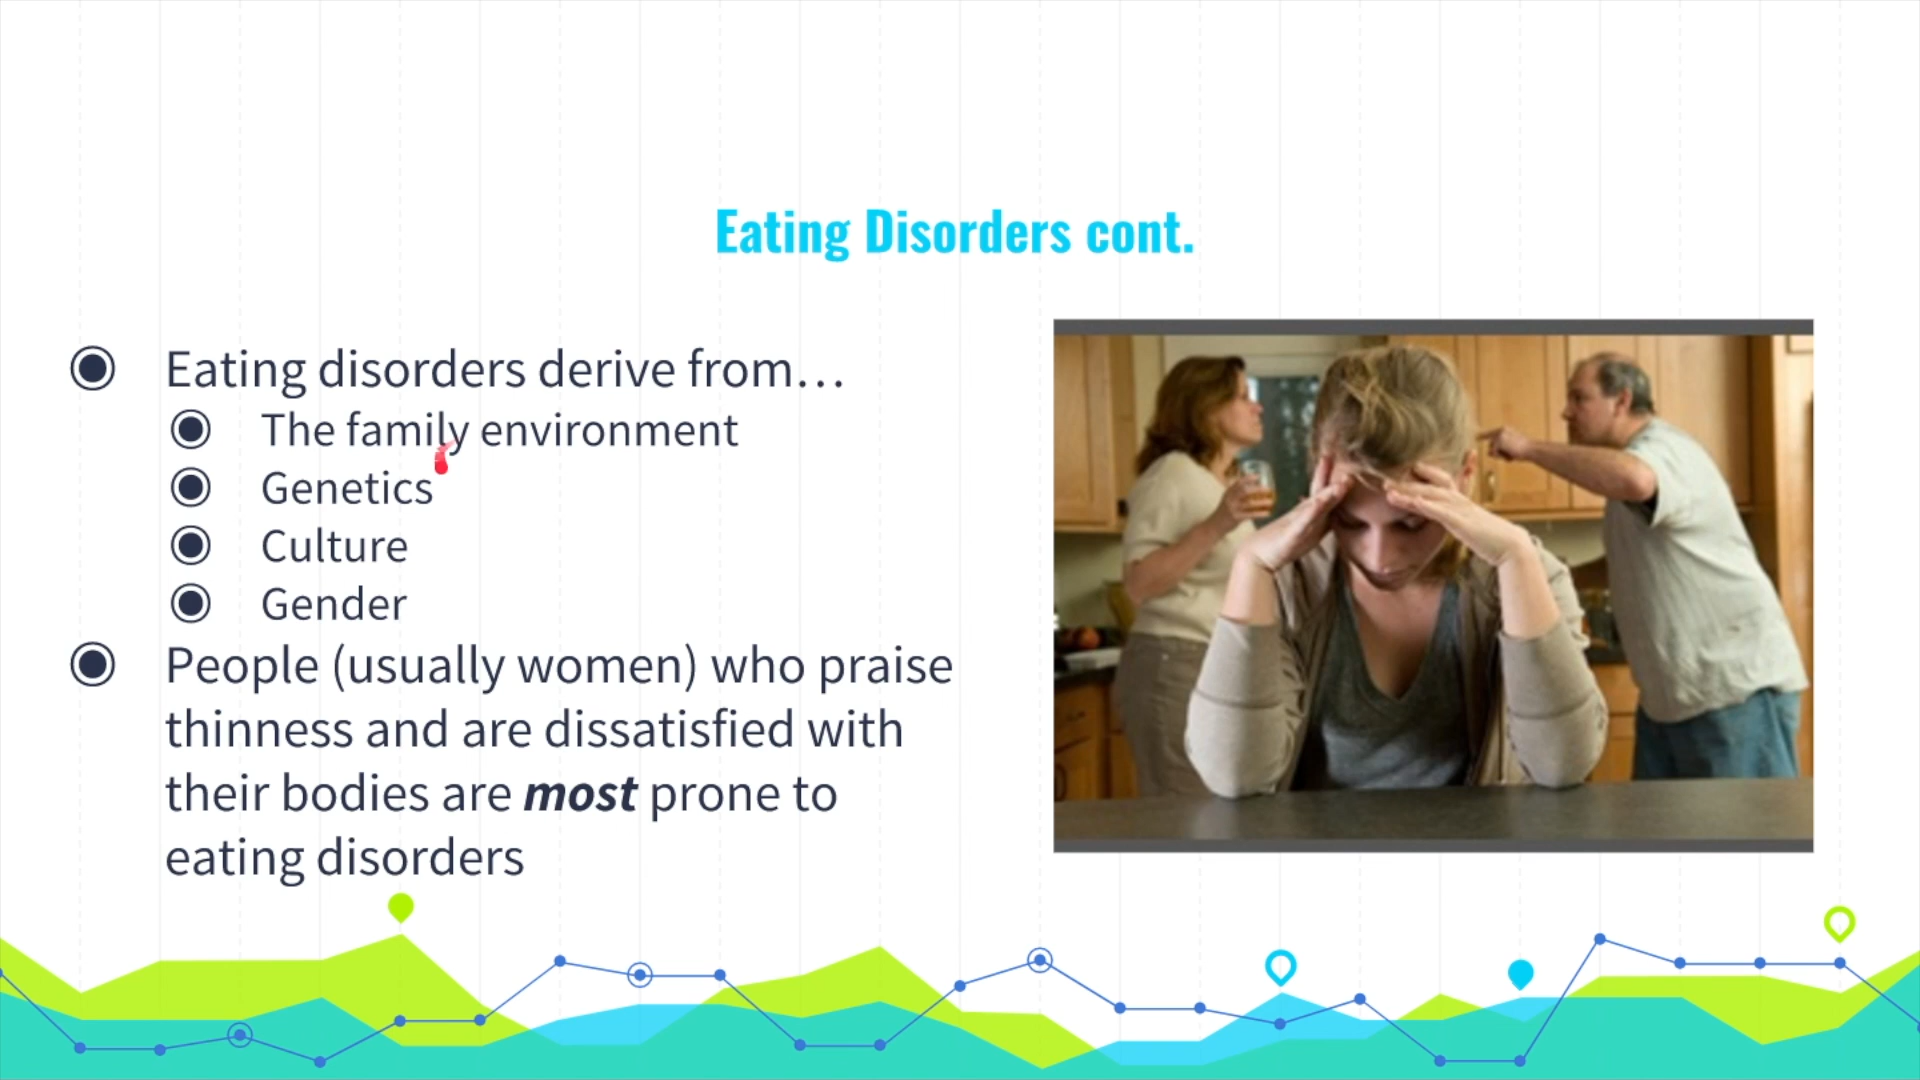 Eating Disorders cont.
Eating disorders derive from…
The family environment
Genetics
Culture
Gender
People (usually women) who praise
thinness and are dissatisfied with
their bodies are most prone to
eating disorders